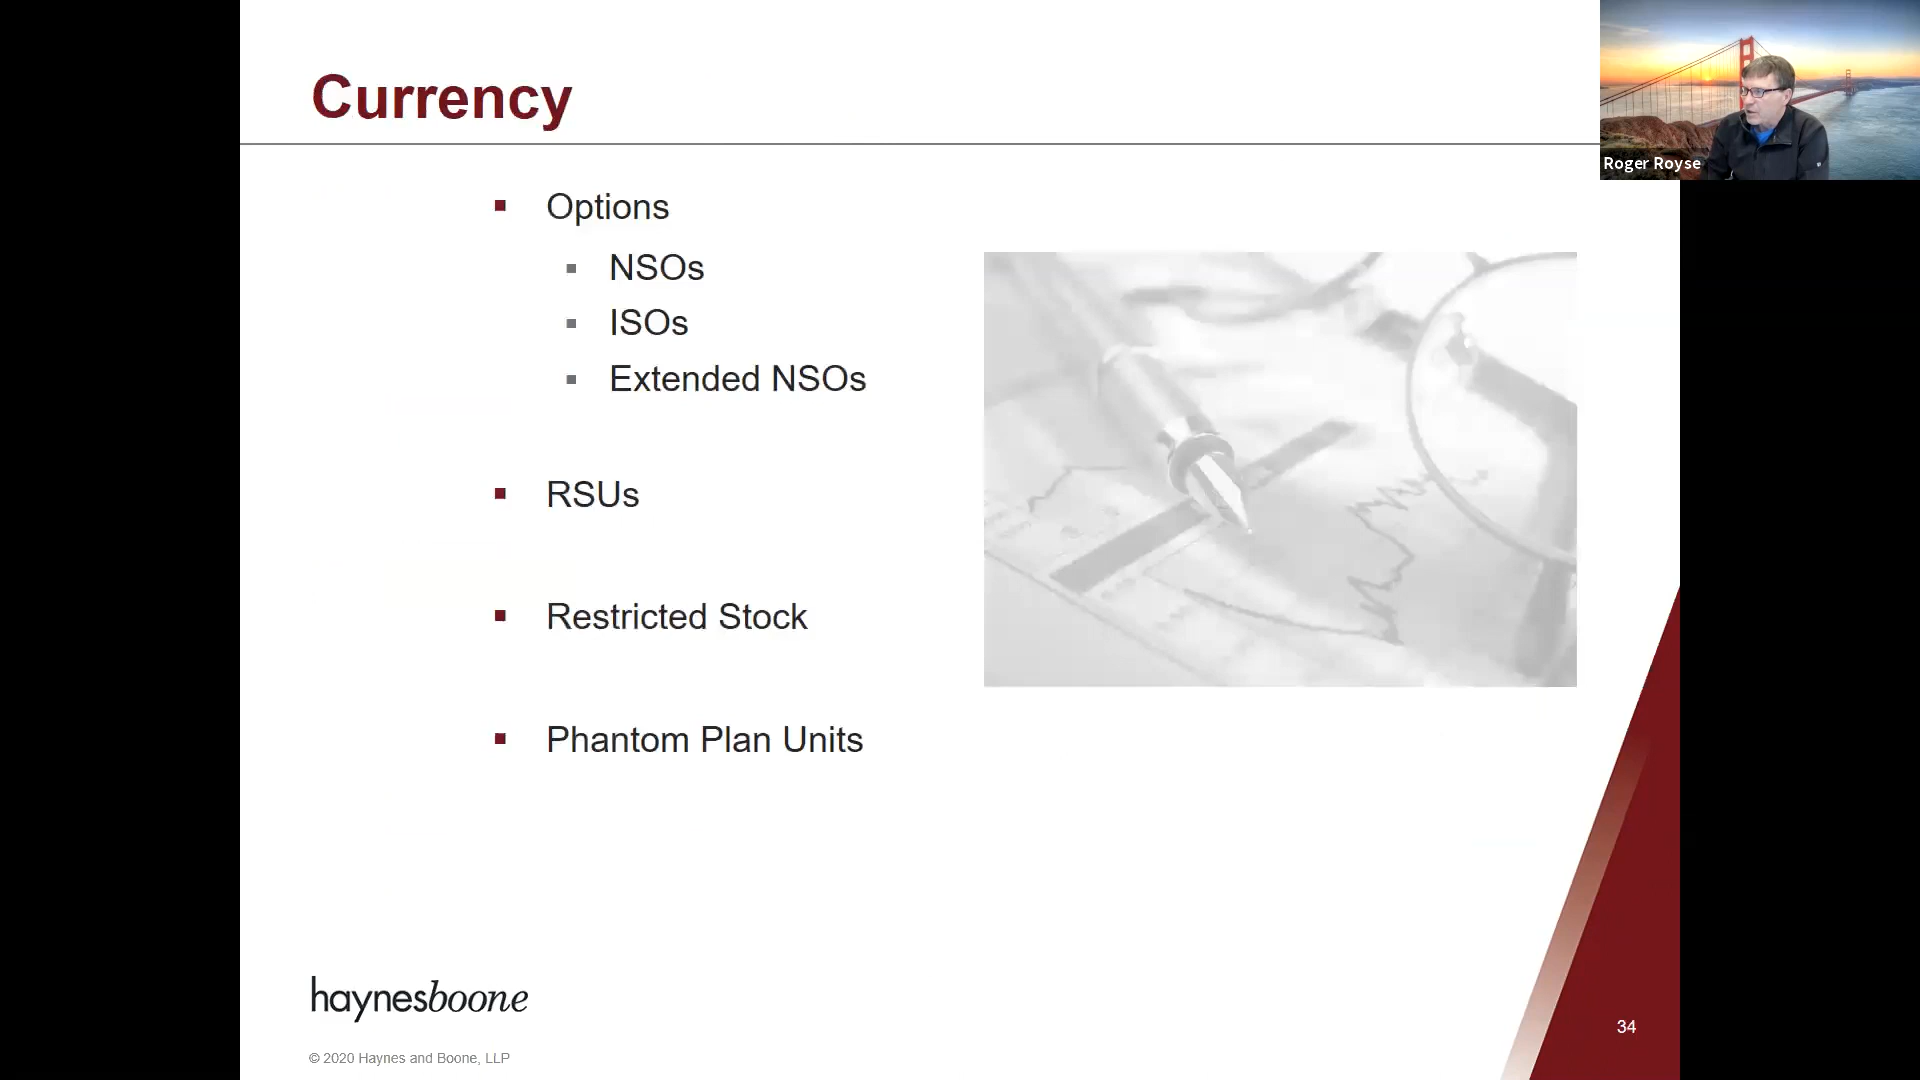 Currency
Roger Royse
Options
NSOs
ISOs
Extended NSOs
RSUs
Restricted Stock
Phantom Plan Units
haynesboone
34
© 2020 Haynes and Boone, LLP